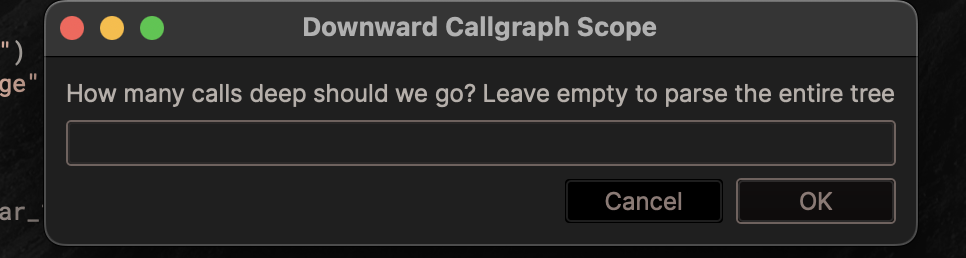 Downward Callgraph Scope
")
ge"
How many calls deep should we go? Leave empty to parse the entire tree
Cancel
OK
ar_